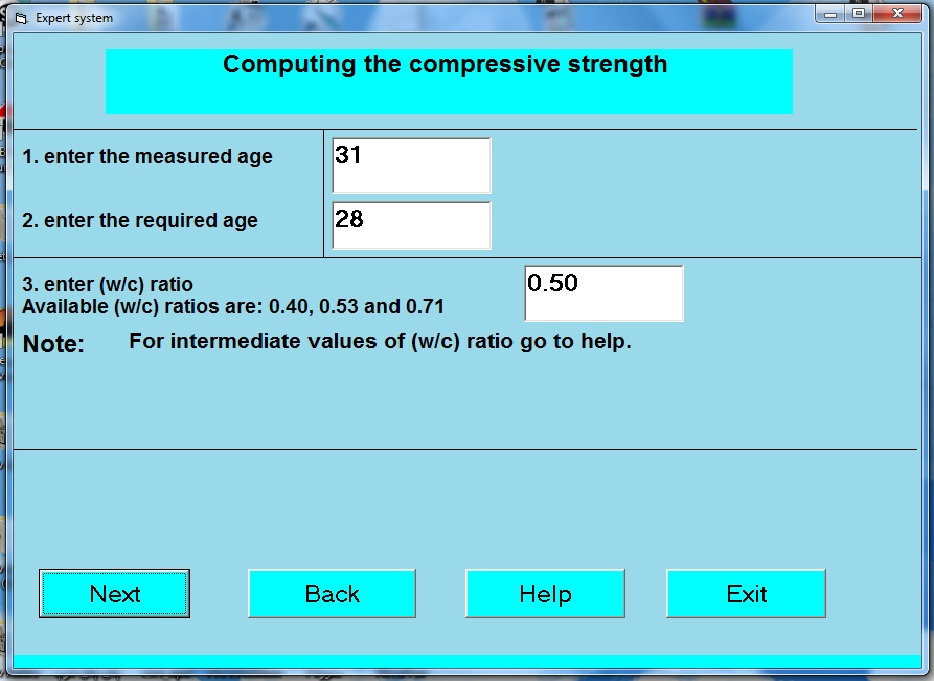 Expert system
Computing the compressive strength
1. enter the measured age
31
2. enter the required age
28
3. enter (w/c) ratio
0.50
Available (w/c) ratios are: 0.40, 0.53 and 0.71
Note: For intermediate values of (w/c) ratio go to help.
Next Back Help Exit